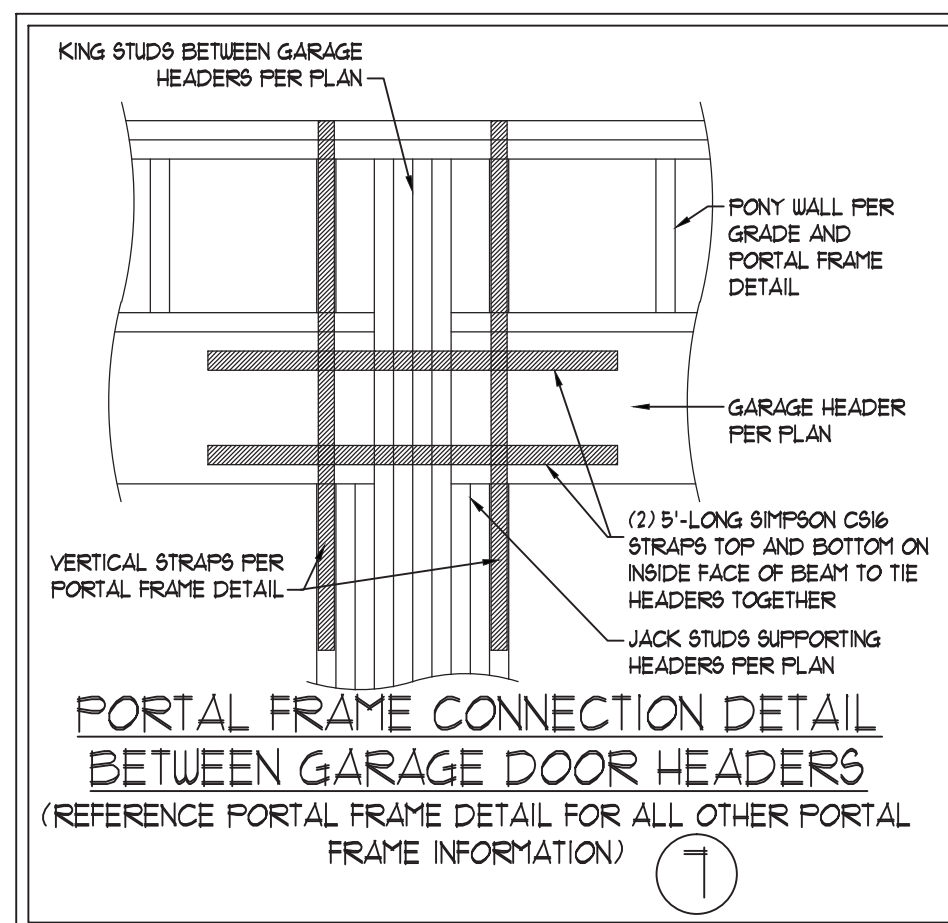 KING STUDS BETWEEN GARAGE
HEADERS PER PLAN
PONY WALL PER
GRADE AND
PORTAL FRAME
DETAIL
GARAGE HEADER
PER PLAN
(2) 5'-LONG SIMPSON CS16
STRAPS TOP AND BOTTOM ON
INSIDE FACE OF BEAM TO TIE
HEADERS TOGETHER
VERTICAL STRAPS PER
PORTAL FRAME DETAIL
JACK STUDS SUPPORTING
HEADERS PER PLAN
PORTAL FRAME CONNECTION DETAIL
BETWEEN GARAGE DOOR HEADERS
(REFERENCE PORTAL FRAME DETAIL FOR ALL OTHER PORTAL
FRAME INFORMATION)
7